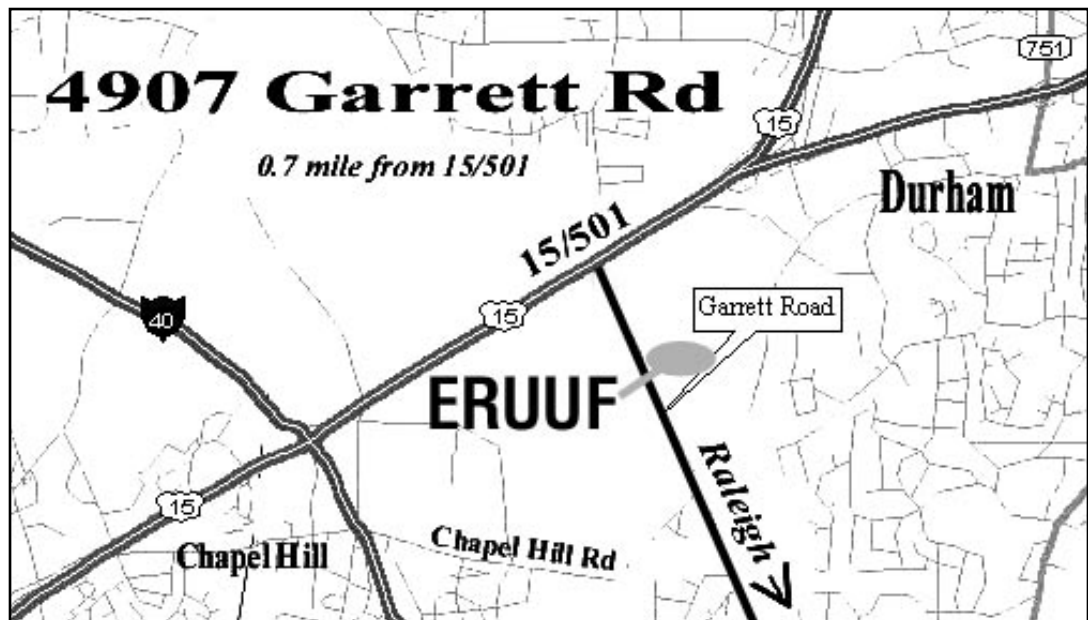 751
4907 Garrett Rd
15
0.7 mile from 15/501
Durham
15/501
Garrett Road
15
40
ERUUF
Raleigh
15
Chapel Hill
Chapel Hill Rd